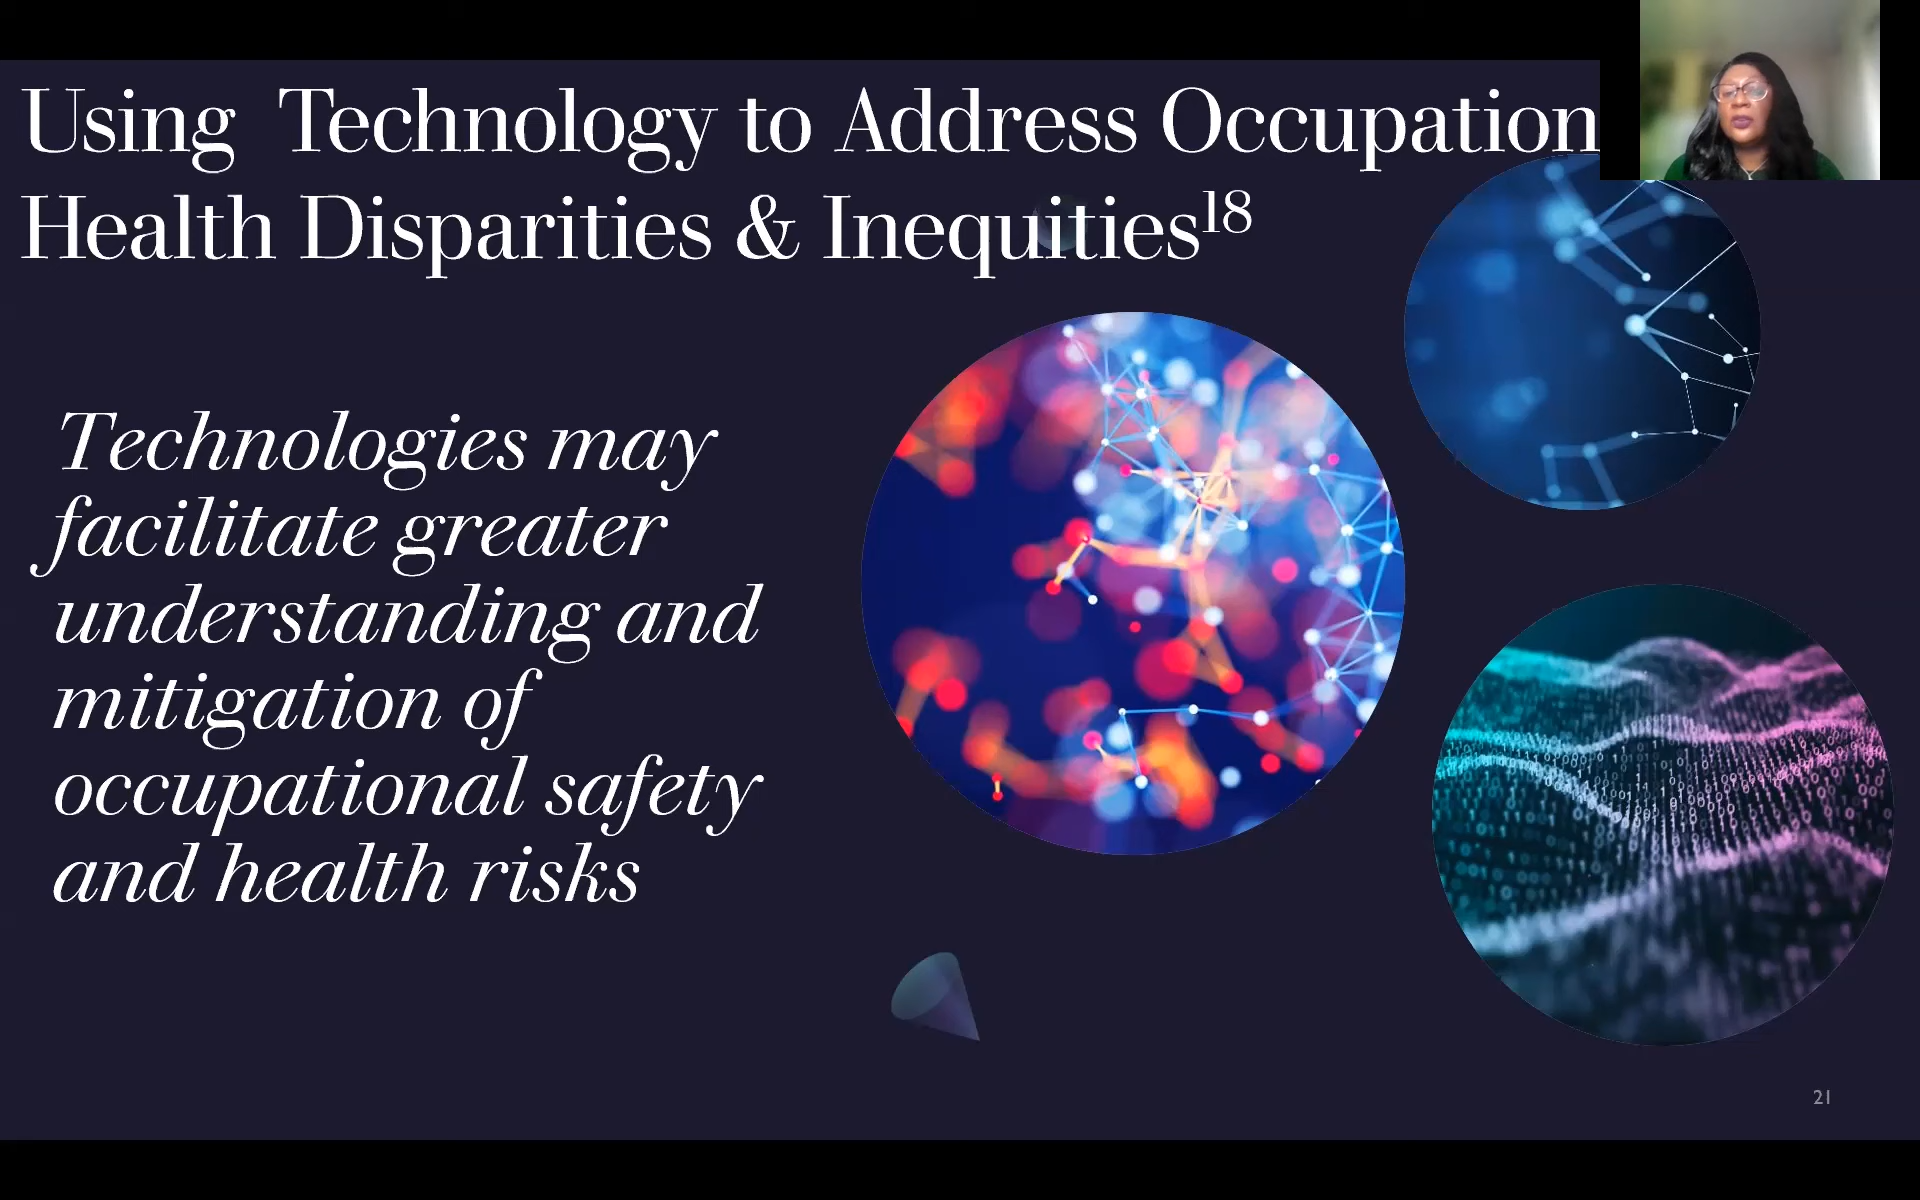 Using Technology to Address Occupation
Health Disparities & Inequities18
Technologies may
facilitate greater
understanding and
mitigation of
occupational safety
and health risks
21